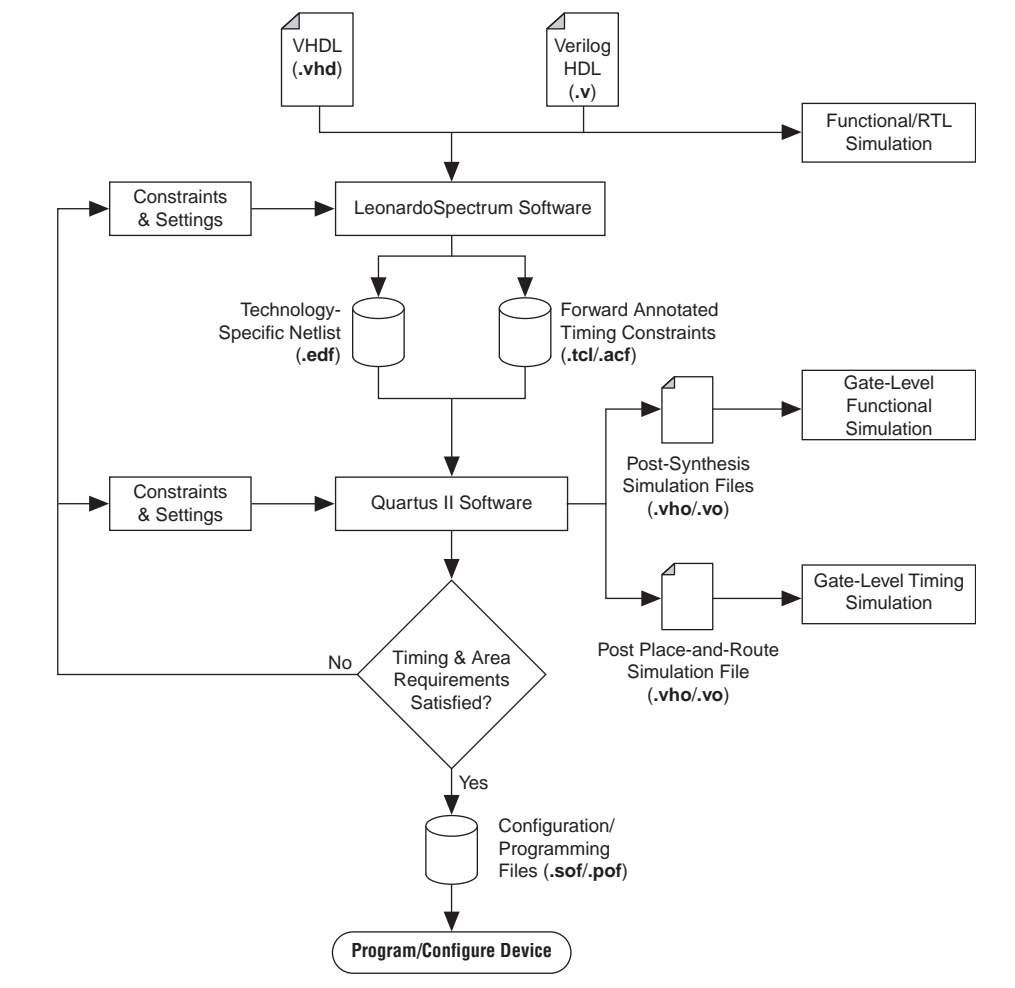 VHDL
(.vhd)
Verilog
HDL
(.v)
Functional/RTL
Simulation
Constraints
& Settings
LeonardoSpectrum Software
Technology-
Specific Netlist
(.edf)
Forward Annotated
Timing Constraints
(.tcl/.acf)
Gate-Level
Functional
Simulation
Post-Synthesis
Simulation Files
(.vho/.vo)
Constraints
& Settings
Quartus II Software
Gate-Level Timing
Simulation
Post Place-and-Route
Simulation File
(.vho/.vo)
No
Timing & Area
Requirements
Satisfied?
Yes
Configuration/
Programming
Files (.sof/.pof)
Program/Configure Device